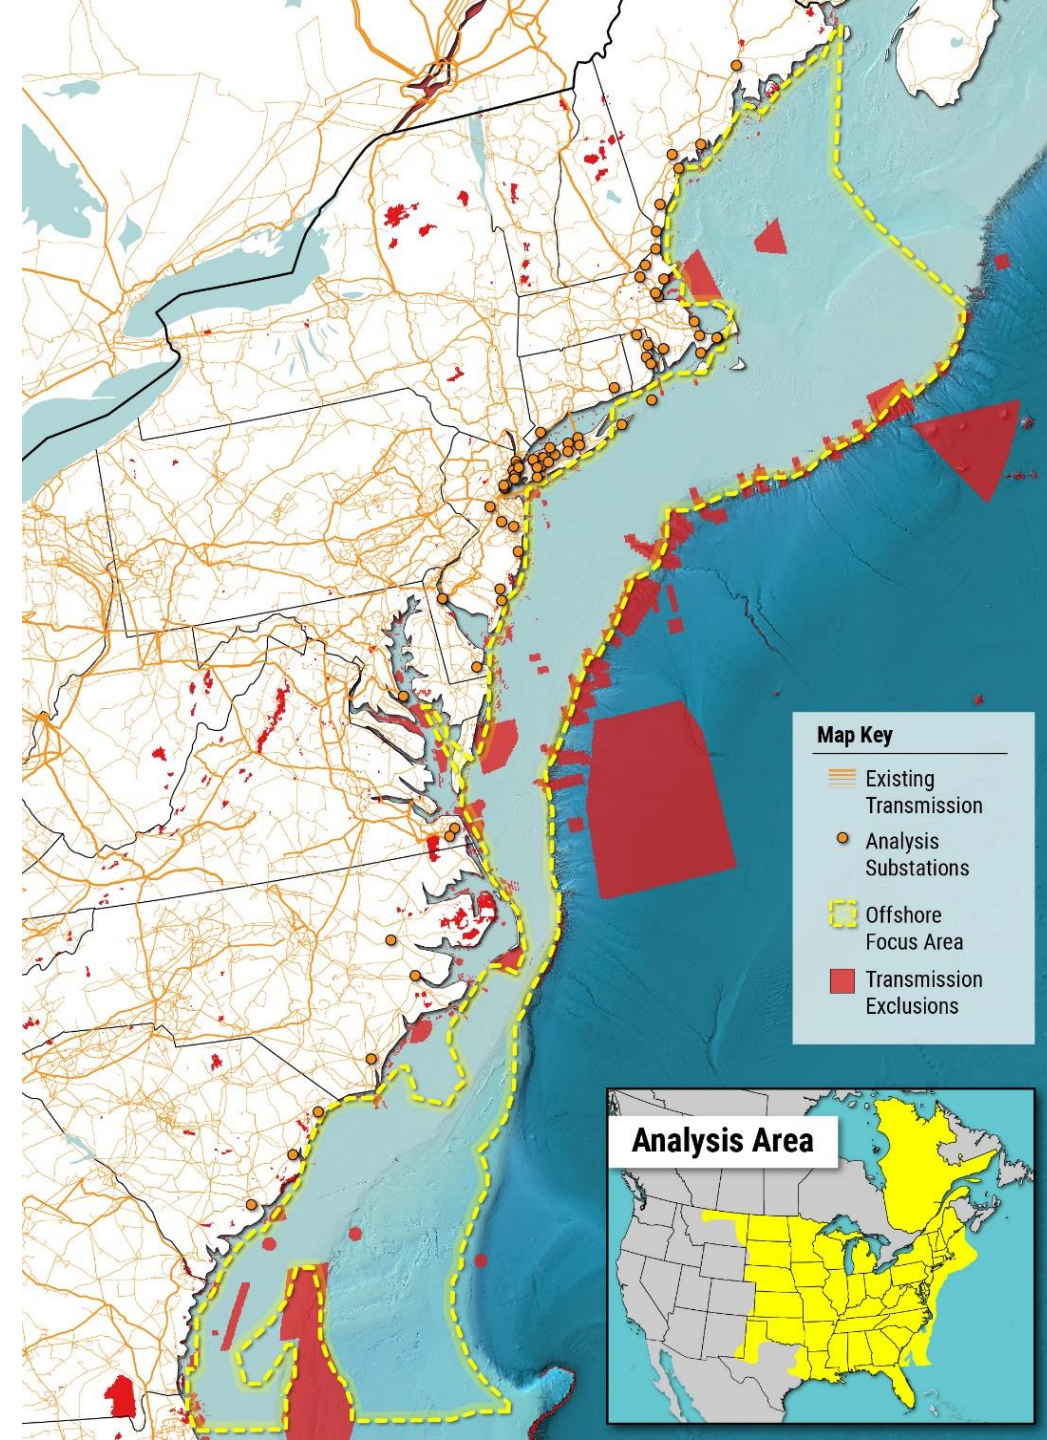 Map Key
Existing
Transmission
Analysis
Substations
Offshore
Focus Area
Transmission
Exclusions
Analysis Area